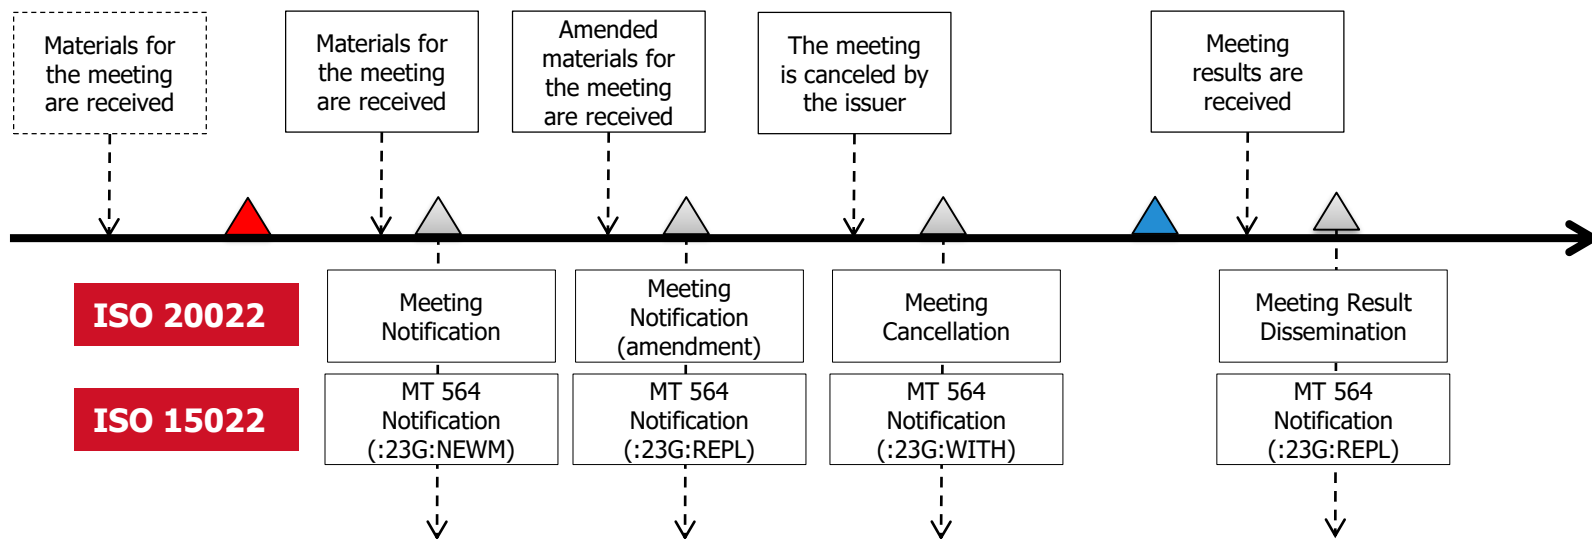 Materials for
the meeting
are received
Materials for
the meeting
are received
Amended
materials for
the meeting
are received
The meeting
is canceled by
the issuer
Meeting
results are
received
ISO 20022
Meeting
Notification
Meeting
Notification
(amendment)
Meeting
Cancellation
Meeting Result
Dissemination
ISO 15022
MT 564
Notification
(:23G:NEWM)
MT 564
Notification
(:23G:REPL)
MT 564
Notification
(:23G:WITH)
MT 564
Notification
(:23G:REPL)